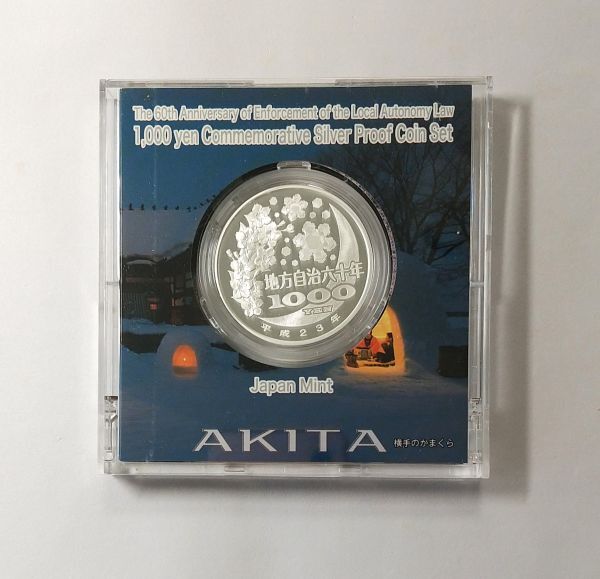 The 60th Anniversary of Enforcement of the Local Autonomy Law
1,000 yen Commemorative Silver Proof Coin Set
地方自治六十年
1000
YEN
平成23年
Japan Mint
AKITA
横手のかまくら